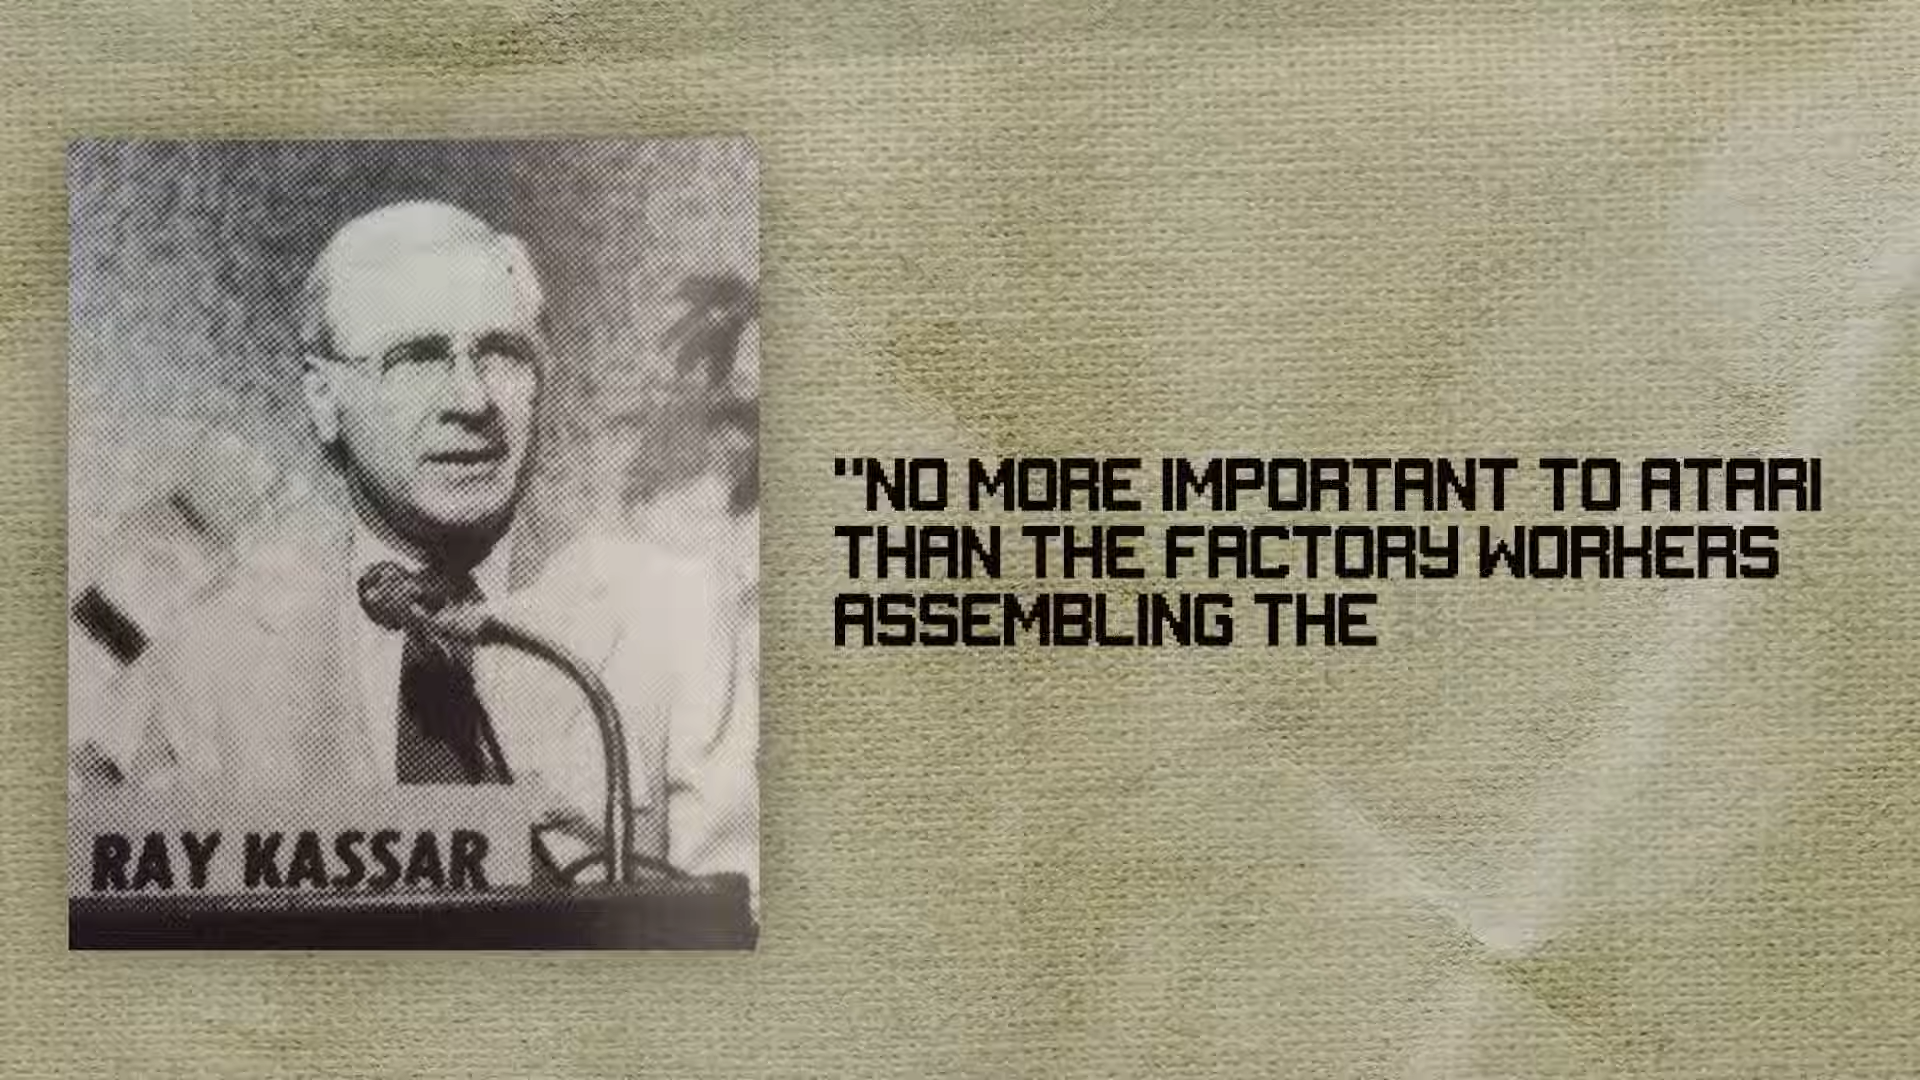 RAY KASSAR
"NO MORE IMPORTANT TO ATARI
THAN THE FACTORY WORKERS
ASSEMBLING THE